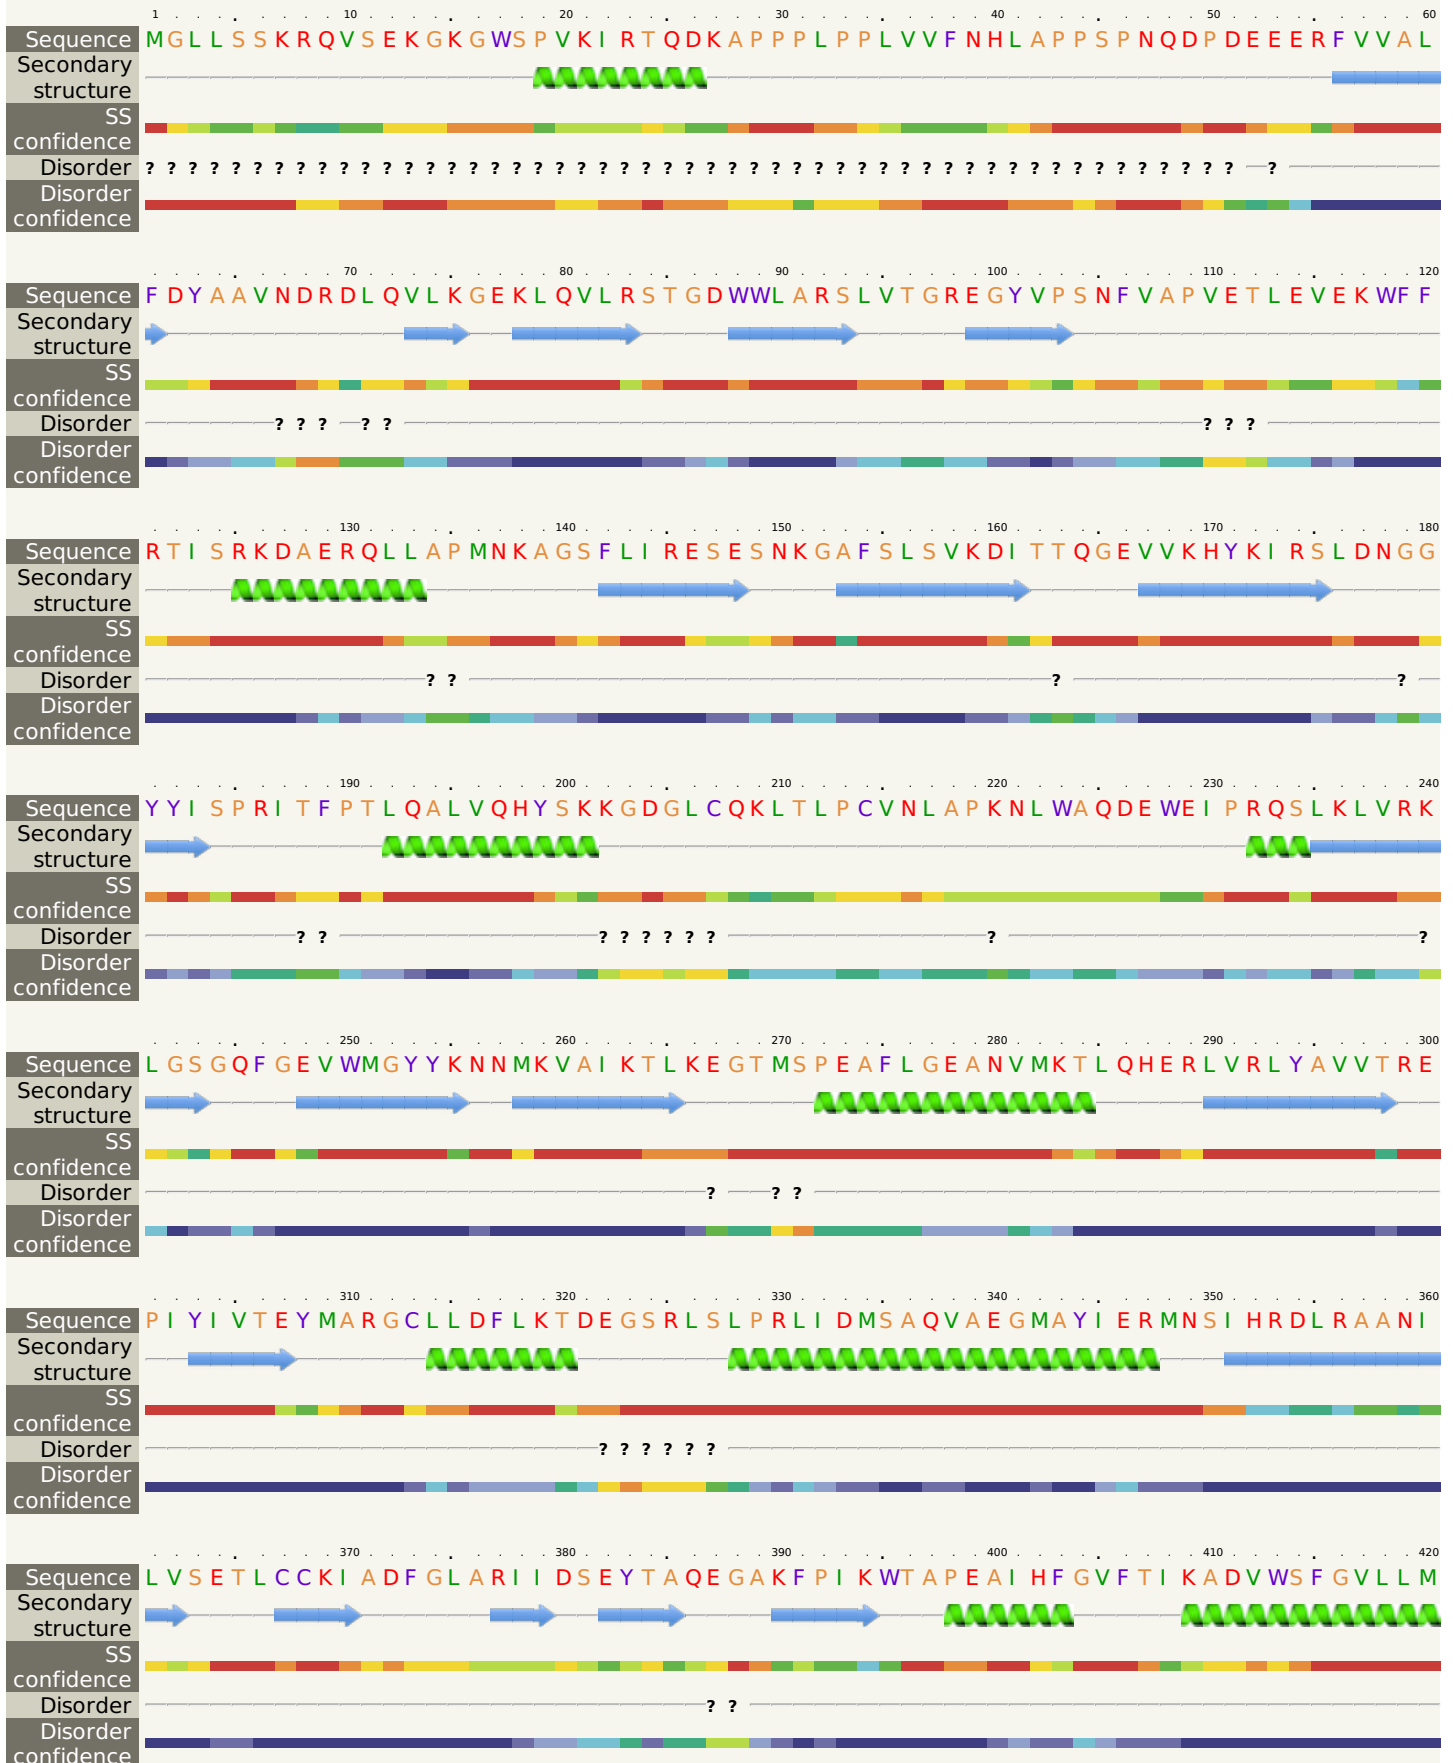 1 10 20 30 40 50 60
Sequence MGLLSSKRQVSEKGKGWSPVKIRTQDKAPPPLPPLVVFNHLAPPSPNQDPDEEERFVVAL
Secondary
structure
SS
confidence
Disorder ? ? ? ? ? ? ? ? ? ? ? ? ? ? ? ? ? ? ? ? ? ? ? ? ? ? ? ? ? ? ? ? ? ? ? ? ? ? ? ? ? ? ? ? ? ? ? ? ? ? ? ?
Disorder
confidence
70 80 90 100 110 120
Sequence FDYAAVNDRDLQVLKGEKLQVLRSTGDWWLARSLVTGREGYVPSNFVAPVETLEVEKWFF
Secondary
structure
SS
confidence
Disorder ? ? ? ? ? ? ? ?
Disorder
confidence
130 140 150 160 170 180
Sequence RTISRKDAERQLLAPMNKAGSFLIRESESNKGAFSLSVKDITTQGEVVKHYKIRSLDNGG
Secondary
structure
SS
confidence
Disorder ? ? ? ?
Disorder
confidence
190 200 210 220 230 240
Sequence YYISPRITFPTLQALVQHYSKKGDGLCQKLTLPCVNLAPKNLWAQDEWEIPRQSLKLVRK
Secondary
structure
SS
confidence
Disorder ? ? ? ? ? ? ? ? ? ?
Disorder
confidence
250 260 270 280 290 300
Sequence LGSGQFGEVWMGYYKNNMKVAIKTLKEGTMSPEAFLGEANVMKTLQHERLVRLYAVVTRE
Secondary
structure
SS
confidence
Disorder ? ? ?
Disorder
confidence
310 320 330 340 350 360
Sequence PIYIVTEYMARGCLLDFLKTDEGSRLSLPRLIDMSAQVAEGMAYIERMNSIHRDLRAANI
Secondary
structure
SS
confidence
Disorder ? ? ? ? ? ?
Disorder
confidence
370 380 390 400 410 420
Sequence LVSETLCCKIADFGLARIIDSEYTAQEGAKFPIKWTAPEAIHFGVFTIKADVWSFGVLLM
Secondary
structure
SS
confidence
Disorder ? ?
Disorder
confidence